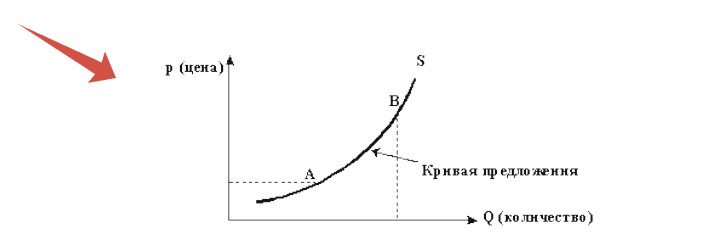 S
p (цена)
B
A
Кривая предложения
Q (количество)